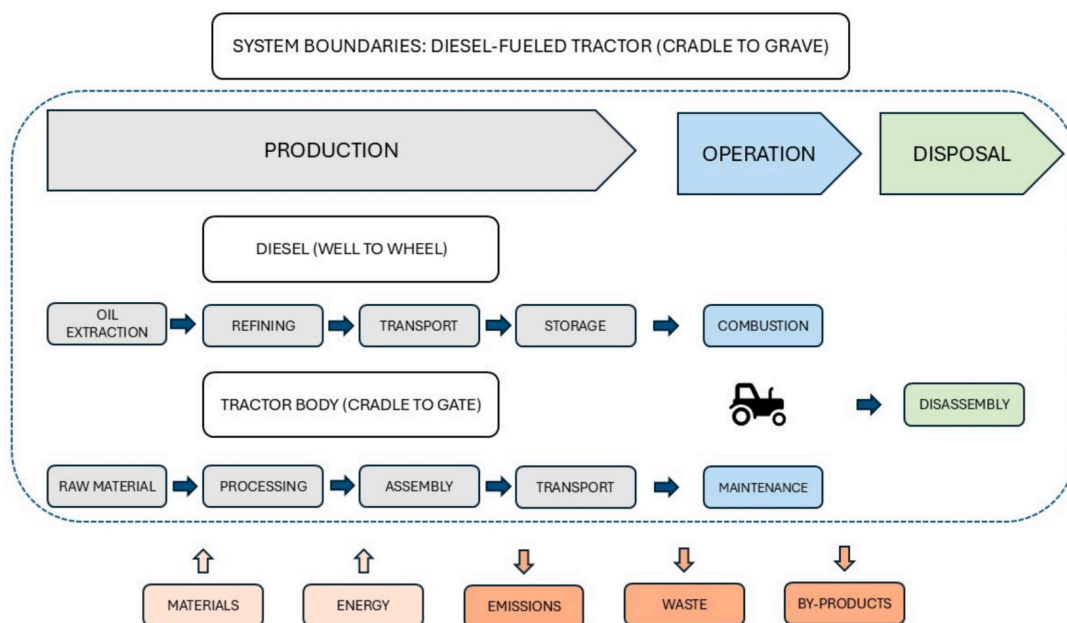 SYSTEM BOUNDARIES: DIESEL-FUELED TRACTOR (CRADLE TO GRAVE)
PRODUCTION
OPERATION
DISPOSAL
DIESEL (WELL TO WHEEL)
OIL
EXTRACTION
REFINING
TRANSPORT
STORAGE
COMBUSTION
TRACTOR BODY (CRADLE TO GATE)
DISASSEMBLY
RAW MATERIAL
PROCESSING
ASSEMBLY
TRANSPORT
MAINTENANCE
MATERIALS
ENERGY
EMISSIONS
WASTE
BY-PRODUCTS